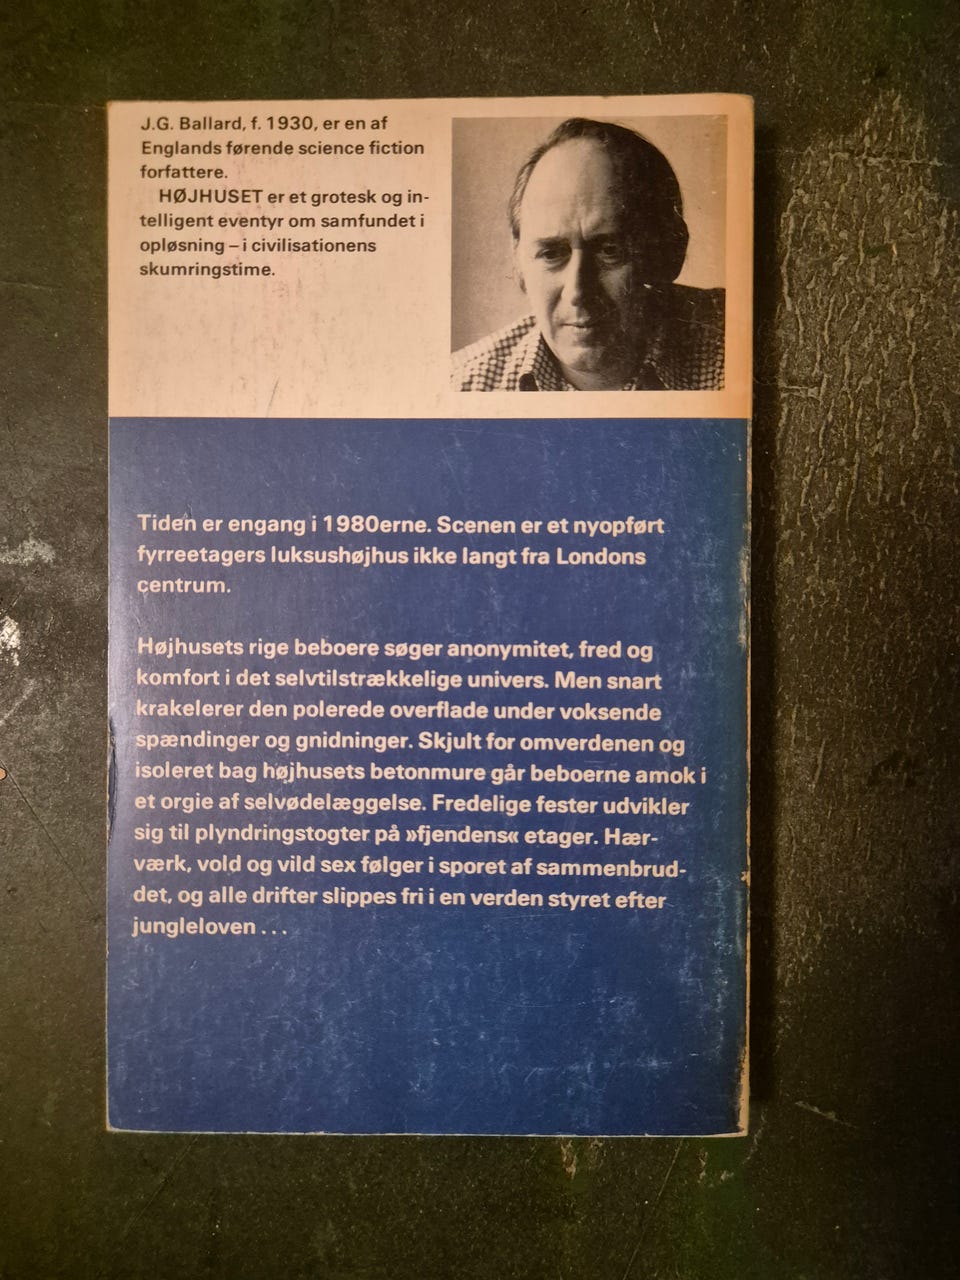 J.G. Ballard, f. 1930, er en af
Englands førende science fiction
forfattere.
HØJHUSET er et grotesk og in-
telligent eventyr om samfundet i
opløsning – i civilisationens
skumringstime.
Tiden er engang i 1980erne. Scenen er et nyopført
fyrreetagers luksushøjhus ikke langt fra Londons
centrum.
Højhusets rige beboere søger anonymitet, fred og
komfort i det selvtilstrækkelige univers. Men snart
krakelerer den polerede overflade under voksende
spændinger og gnidninger. Skjult for omverdenen og
isoleret bag højhusets betonmure går beboerne amok i
et orgie af selvødelæggelse. Fredelige fester udvikler
sig til plyndringstogter på »fjendens« etager. Hær-
værk, vold og vild sex følger i sporet af sammenbrud-
det, og alle drifter slippes fri i en verden styret efter
jungleloven ...